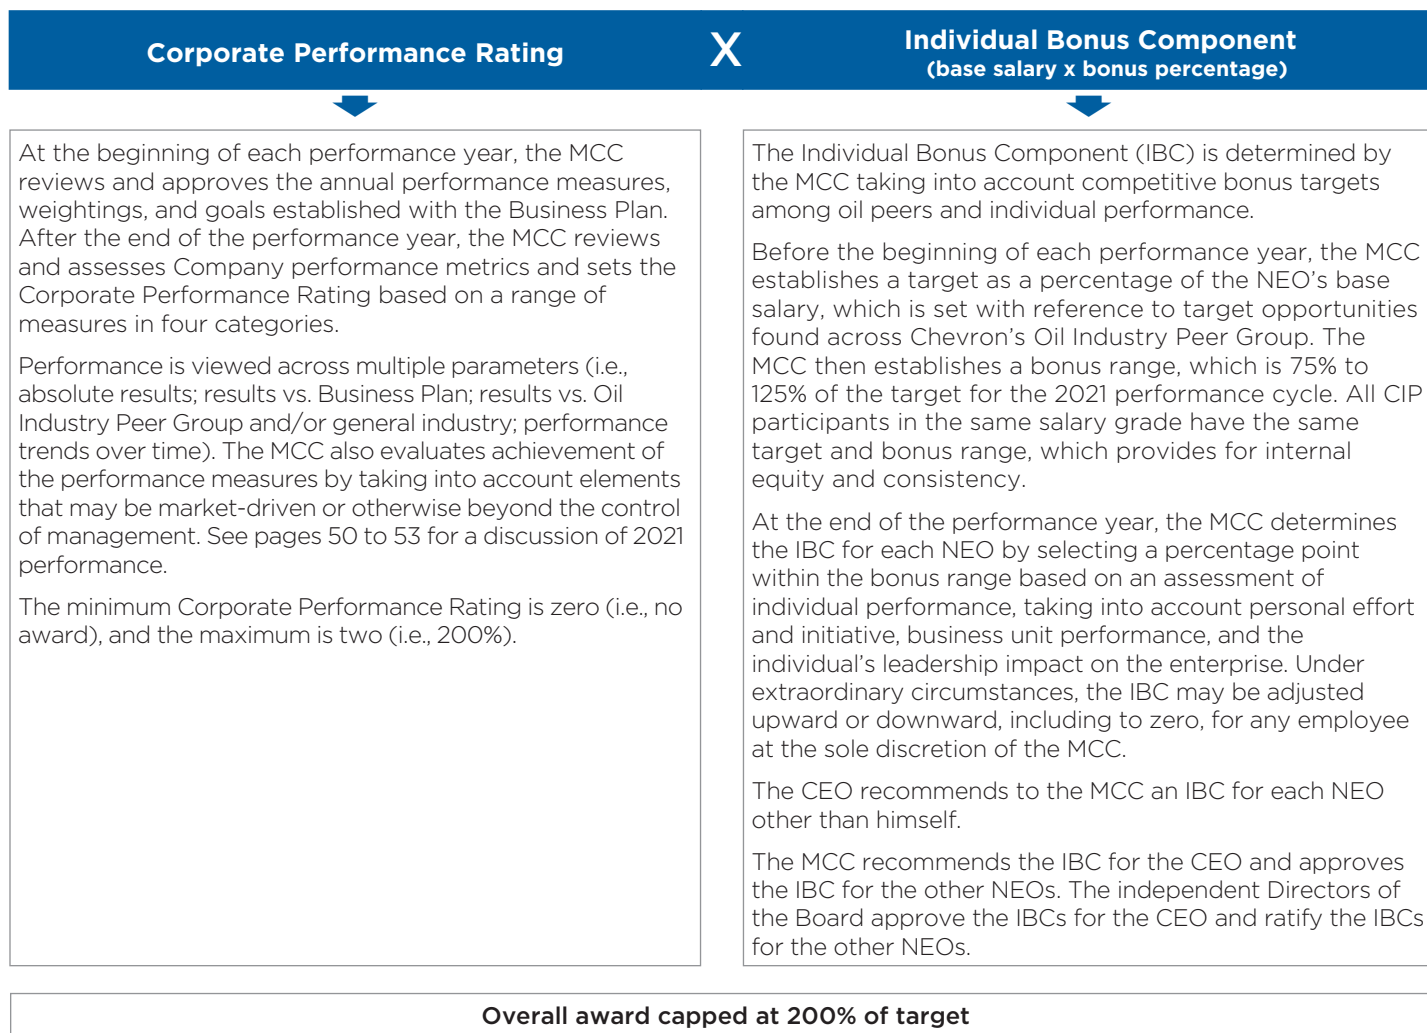 Corporate Performance Rating X Individual Bonus Component
(base salary x bonus percentage)
At the beginning of each performance year, the MCC
reviews and approves the annual performance measures,
weightings, and goals established with the Business Plan.
After the end of the performance year, the MCC reviews
and assesses Company performance metrics and sets the
Corporate Performance Rating based on a range of
measures in four categories.
Performance is viewed across multiple parameters (i.e.,
absolute results; results vs. Business Plan; results vs. Oil
Industry Peer Group and/or general industry; performance
trends over time). The MCC also evaluates achievement of
the performance measures by taking into account elements
that may be market-driven or otherwise beyond the control
of management. See pages 50 to 53 for a discussion of 2021
performance.
The minimum Corporate Performance Rating is zero (i.e., no
award), and the maximum is two (i.e., 200%).
The Individual Bonus Component (IBC) is determined by
the MCC taking into account competitive bonus targets
among oil peers and individual performance.
Before the beginning of each performance year, the MCC
establishes a target as a percentage of the NEO's base
salary, which is set with reference to target opportunities
found across Chevron's Oil Industry Peer Group. The
MCC then establishes a bonus range, which is 75% to
125% of the target for the 2021 performance cycle. All CIP
participants in the same salary grade have the same
target and bonus range, which provides for internal
equity and consistency.
At the end of the performance year, the MCC determines
the IBC for each NEO by selecting a percentage point
within the bonus range based on an assessment of
individual performance, taking into account personal effort
and initiative, business unit performance, and the
individual's leadership impact on the enterprise. Under
extraordinary circumstances, the IBC may be adjusted
upward or downward, including to zero, for any employee
at the sole discretion of the MCC.
The CEO recommends to the MCC an IBC for each NEO
other than himself.
The MCC recommends the IBC for the CEO and approves
the IBC for the other NEOs. The independent Directors of
the Board approve the IBCs for the CEO and ratify the IBCs
for the other NEOs.
Overall award capped at 200% of target